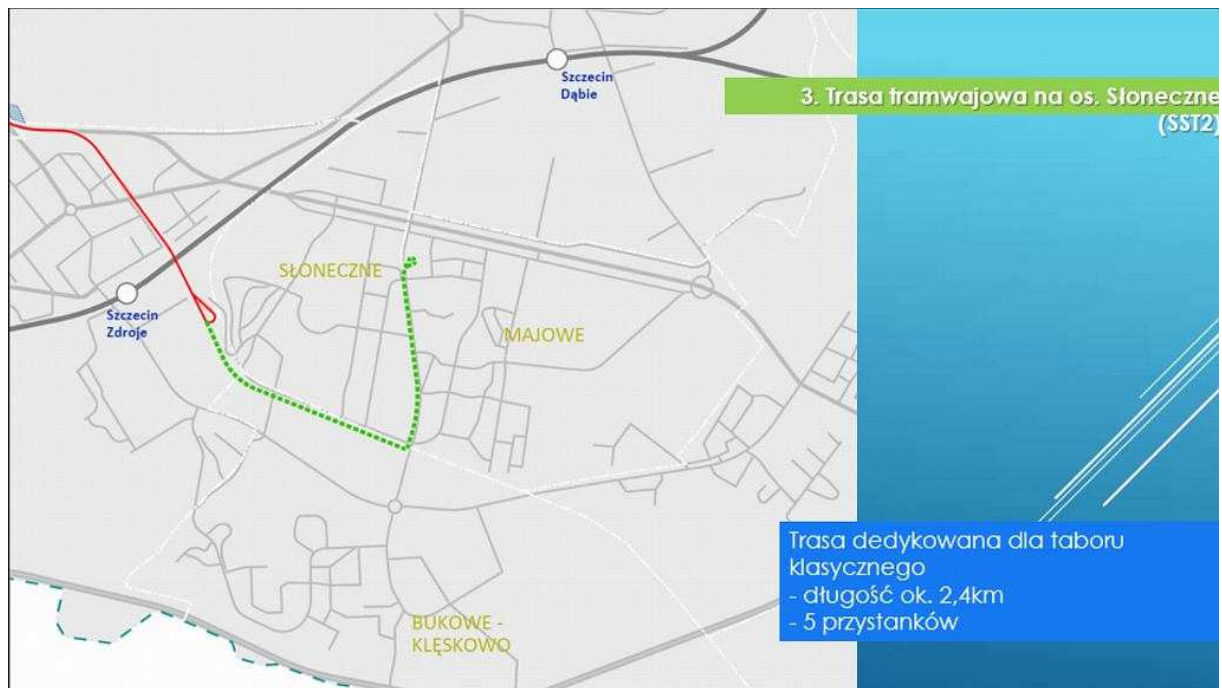 Szczecin
Dąbie
3. Trasa tramwajowa na os. Słoneczne
(SST2)
SŁONECZNE
Szczecin
Zdroje
MAJOWE
Trasa dedykowana dla taboru
klasycznego
- długość ok. 2,4km
- 5 przystanków
BUKOWE -
KLĘSKOWO